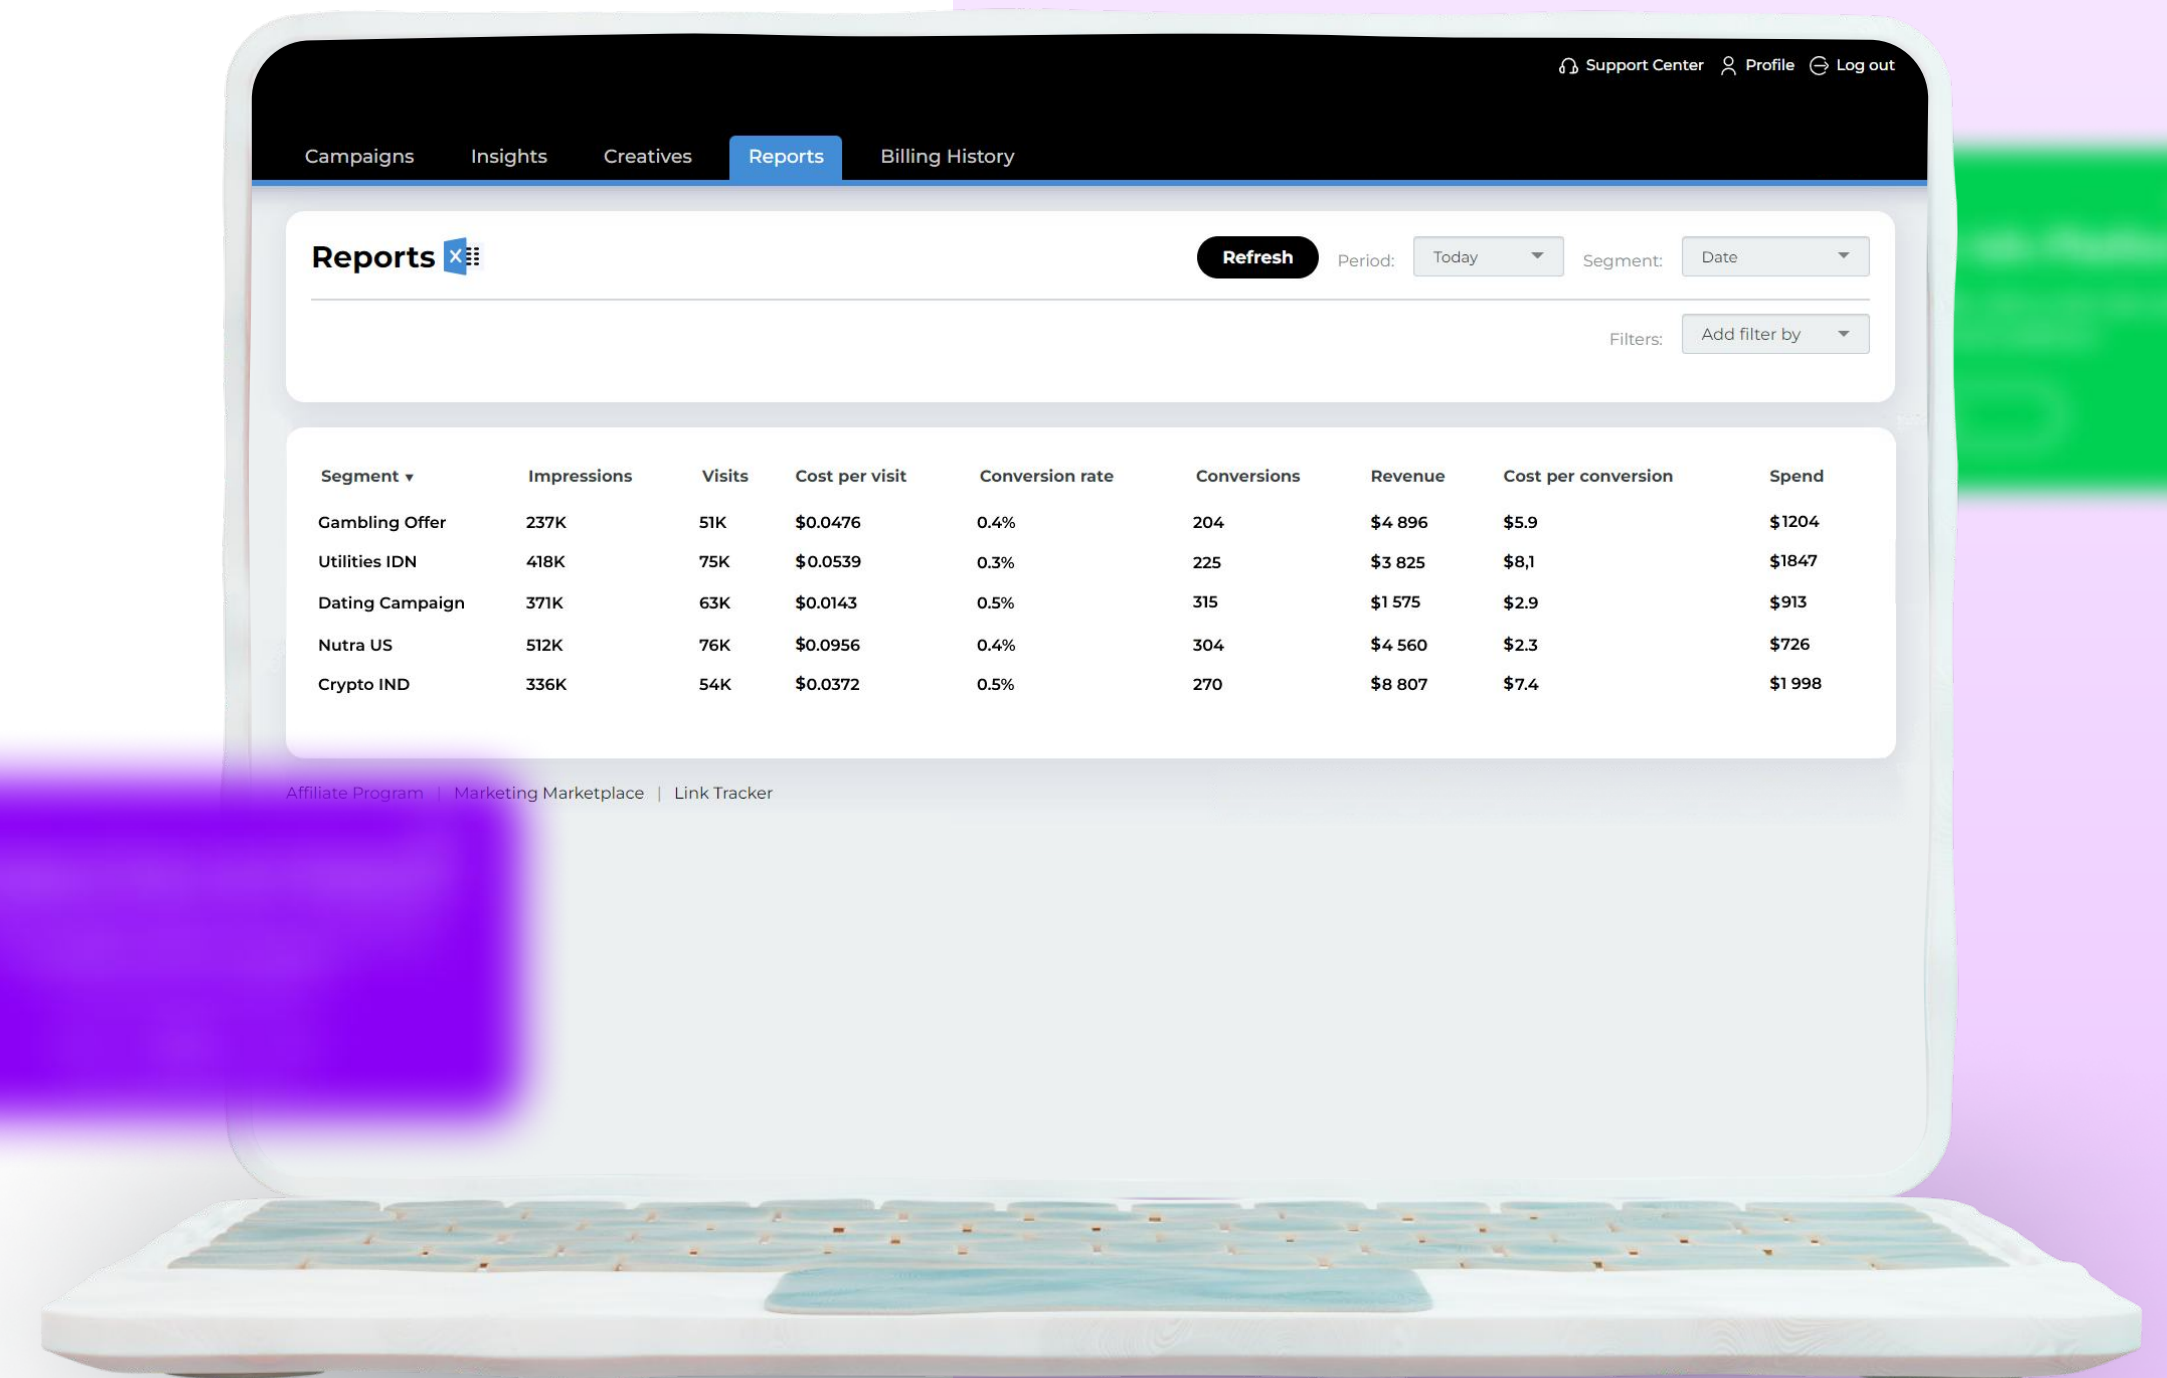 Support Center Profile Log out
Campaigns Insights Creatives Reports Billing History
Reports Refresh Period: Today Segment: Date
Filters: Add filter by
Segment Impressions Visits Cost per visit Conversion rate Conversions Revenue Cost per conversion Spend
Gambling Offer 237K 51K $0.0476 0.4% 204 $4 896 $5.9 $1204
Utilities IDN 418K 75K $0.0539 0.3% 225 $3 825 $8,1 $1847
Dating Campaign 371K 63K $0.0143 0.5% 315 $1 575 $2.9 $913
Nutra US 512K 76K $0.0956 0.4% 304 $4 560 $2.3 $726
Crypto IND 336K 54K $0.0372 0.5% 270 $8 807 $7.4 $1 998
Affiliate Program | Marketing Marketplace | Link Tracker